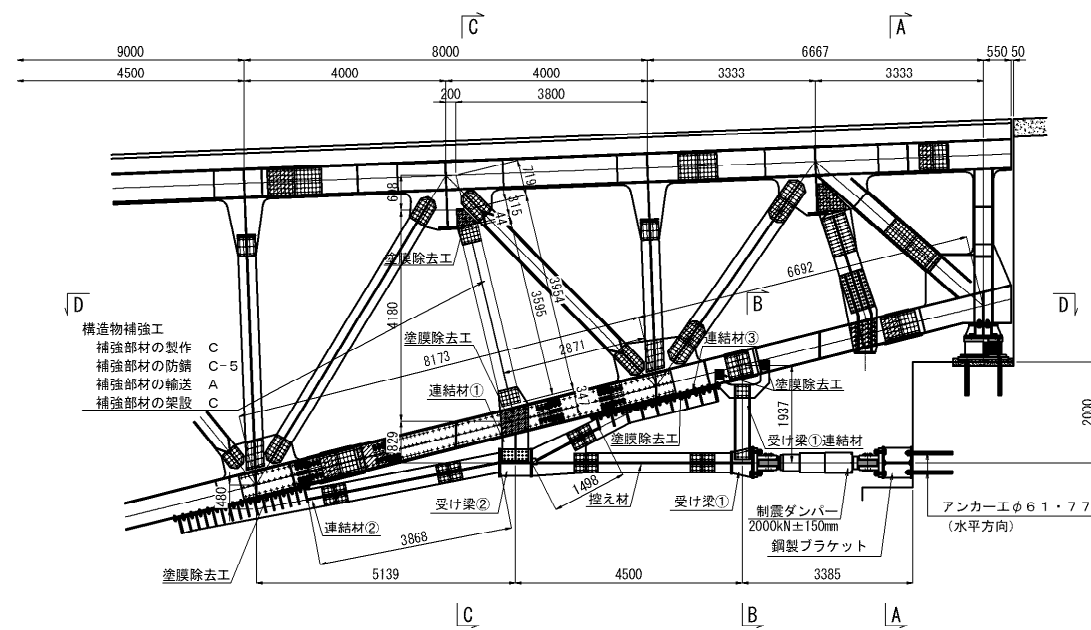 C
A
9000
8000
6667
550 50
4500
4000
4000
3333
3333
200
3800
719
315
44
688
塗膜除去工
3954
3595
6692
4180
D
B
D
構造物補強工
補強部材の製作 C
補強部材の防錆 C-5
補強部材の輸送 A
補強部材の架設 C
塗膜除去工
連結材③
8173
2871
連結材①
347
塗膜除去工
1937
2000
829
塗膜除去工
受け梁①連結材
480
1498
受け梁②
控え材
受け梁①
制震ダンパー
2000kN±150mm
アンカー工φ61・77
(水平方向)
連結材②
3868
鋼製ブラケット
塗膜除去工
5139
4500
3385
C
B
A